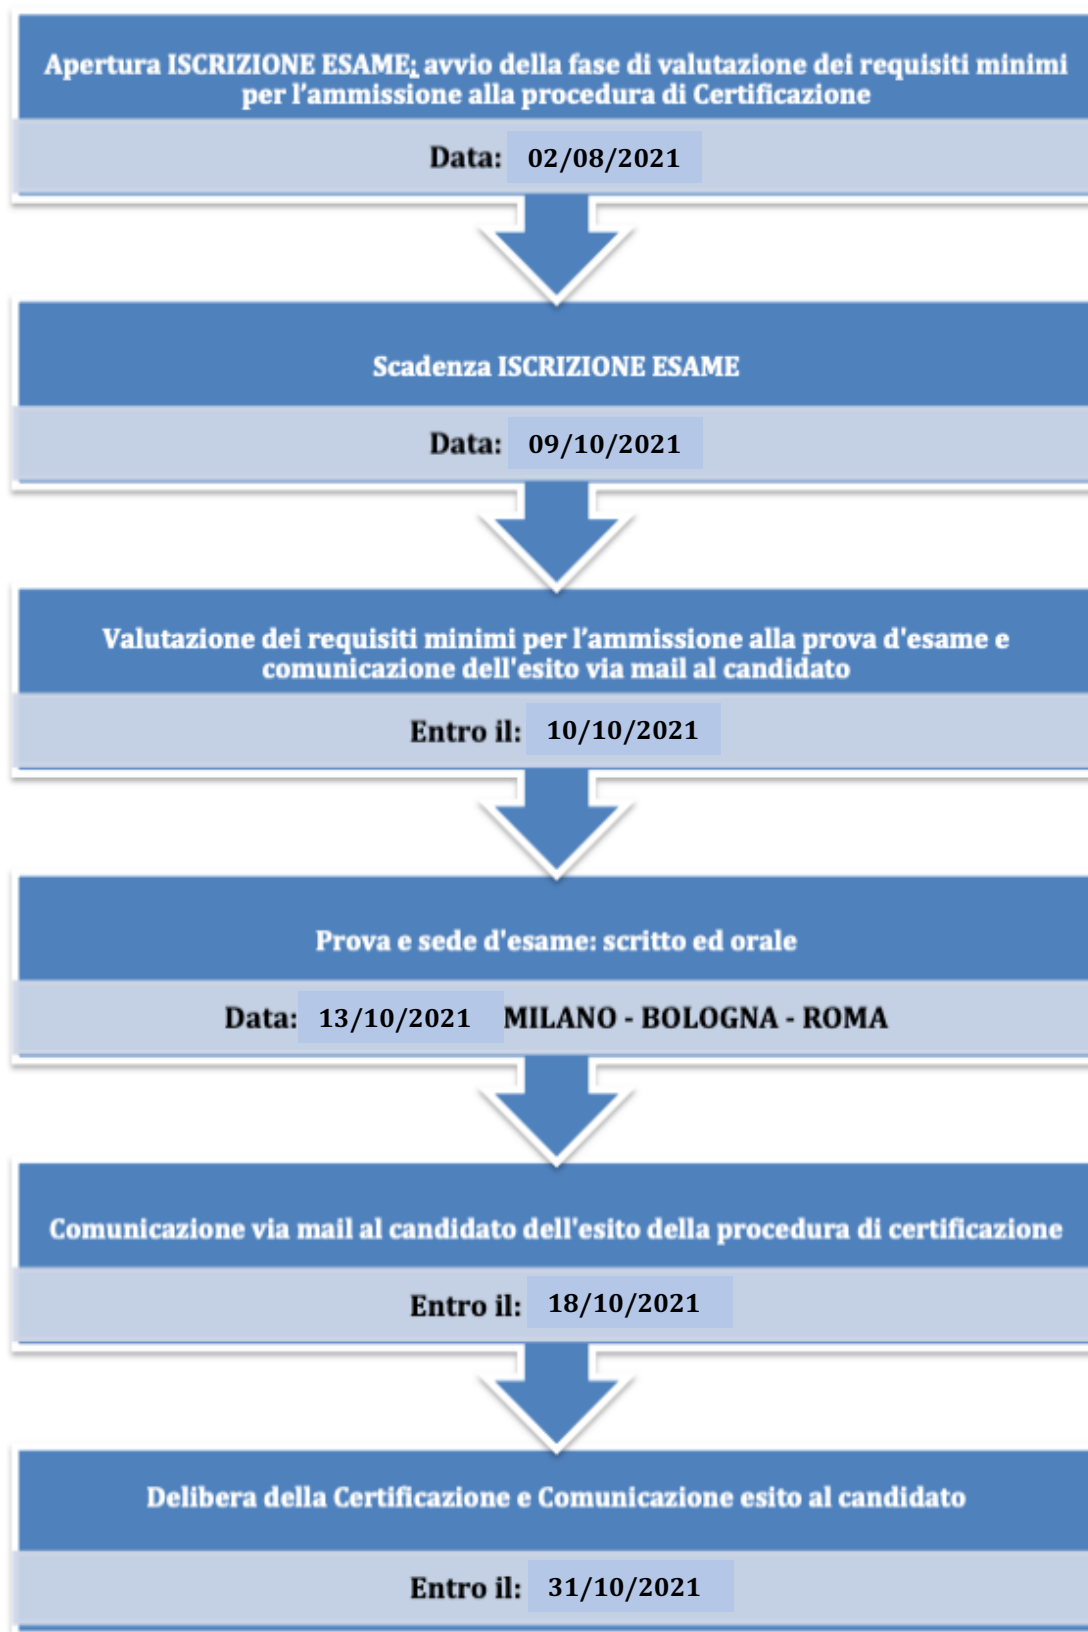 Apertura ISCRIZIONE ESAME; avvio della fase di valutazione dei requisiti minimi
per l'ammissione alla procedura di Certificazione
Data: 02/08/2021
Scadenza ISCRIZIONE ESAME
Data: 09/10/2021
Valutazione dei requisiti minimi per l'ammissione alla prova d'esame e
comunicazione dell'esito via mail al candidato
Entro il: 10/10/2021
Prova e sede d'esame: scritto ed orale
Data: 13/10/2021 MILANO - BOLOGNA - ROMA
Comunicazione via mail al candidato dell'esito della procedura di certificazione
Entro il: 18/10/2021
Delibera della Certificazione e Comunicazione esito al candidato
Entro il: 31/10/2021